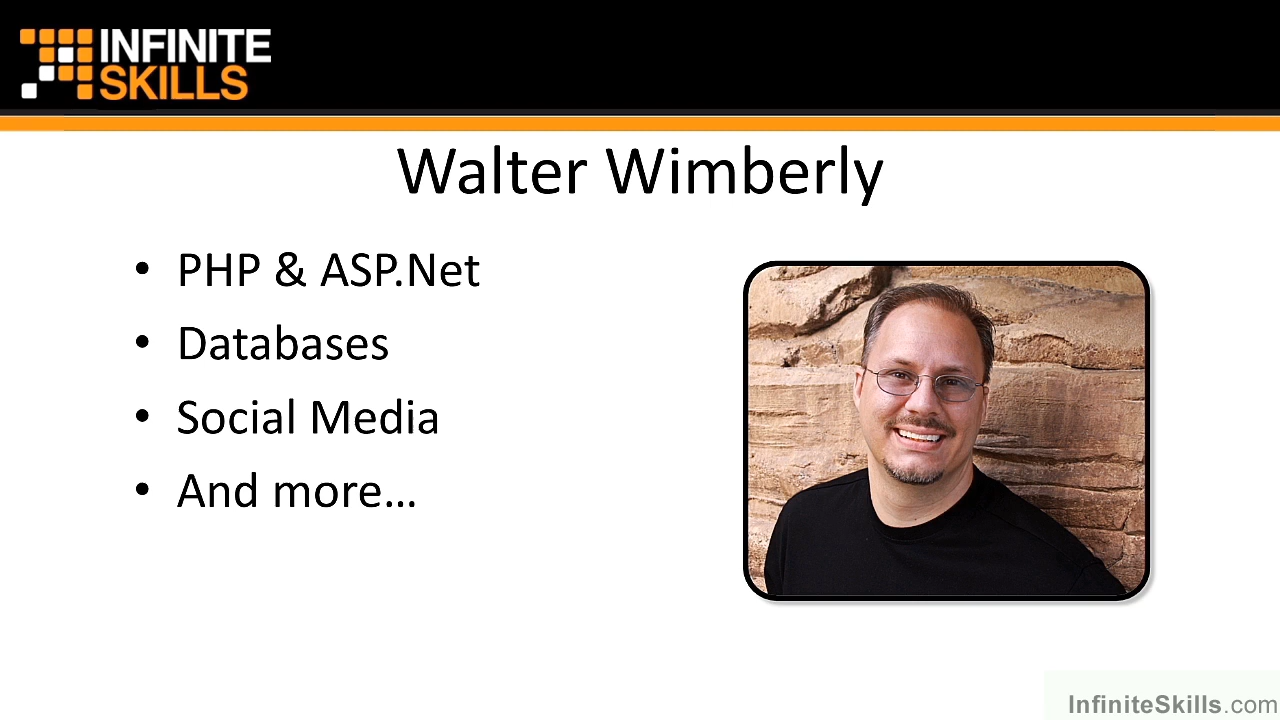 INFINITE
SKILLS
Walter Wimberly
• PHP & ASP.Net
• Databases
• Social Media
• And more...
InfiniteSkills.com